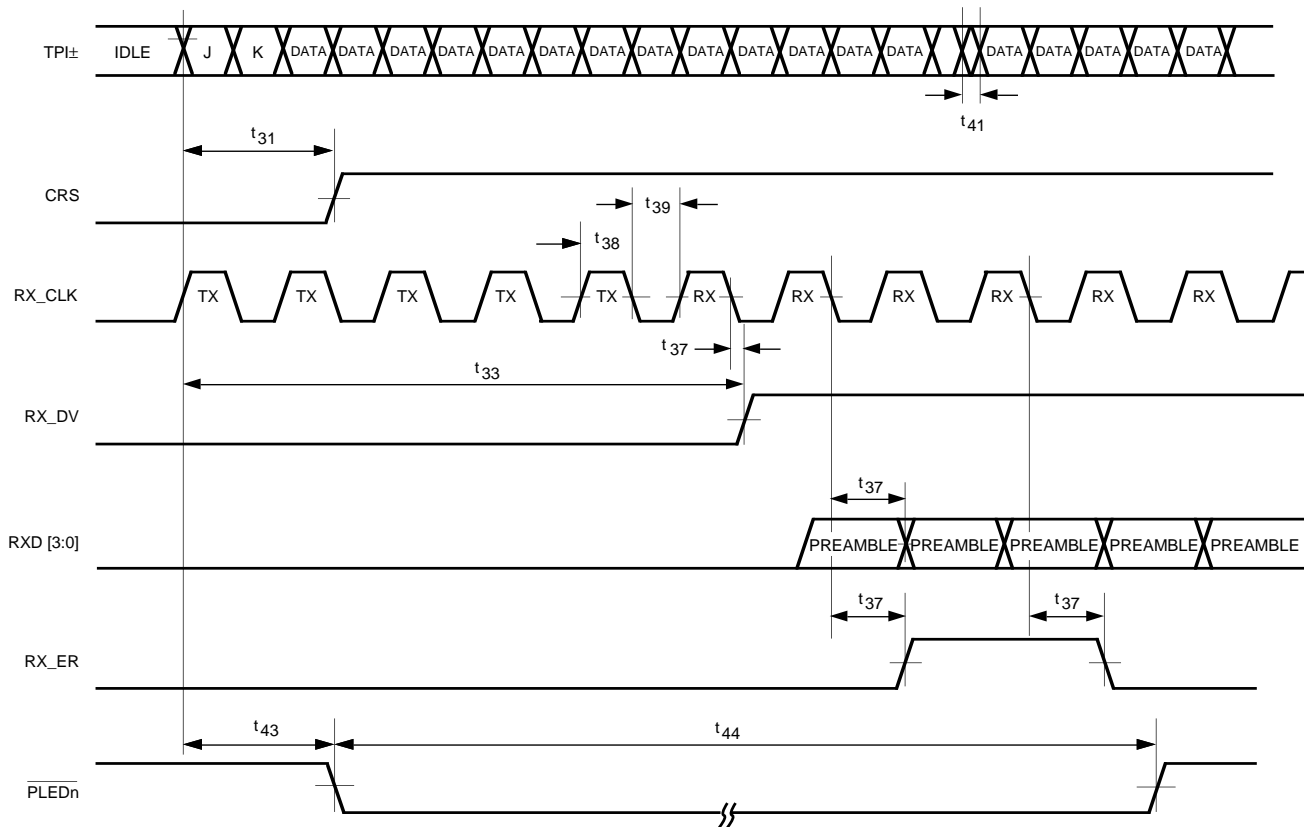 TPI± IDLE J K DATA DATA DATA DATA DATA DATA DATA DATA DATA DATA DATA DATA DATA DATA DATA DATA DATA DATA
t41
t31
CRS
t39
t38
RX_CLK TX TX TX TX TX RX RX RX RX RX RX
t37
t33
RX_DV
t37
RXD [3:0] PREAMBLE PREAMBLE PREAMBLE PREAMBLE PREAMBLE
t37 t37
RX_ER
t43 t44
PLEDn